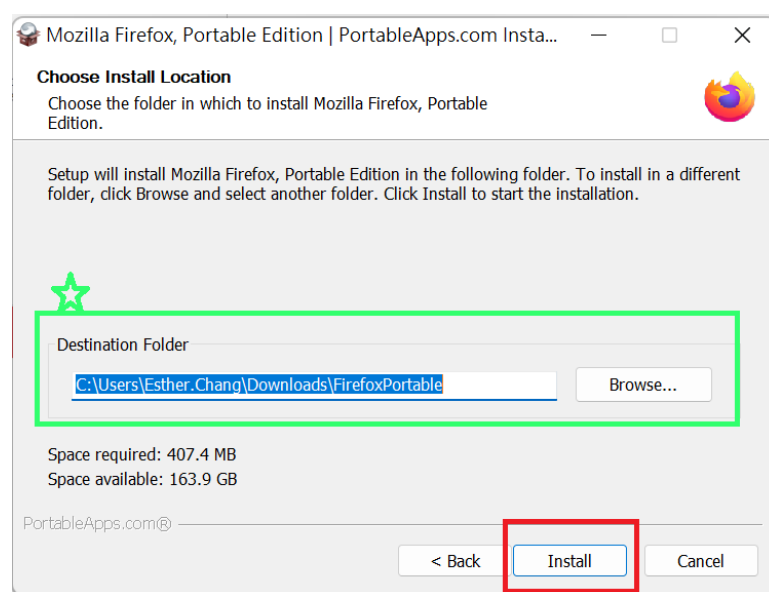 Mozilla Firefox, Portable Edition | PortableApps.com Insta...
Choose Install Location
Choose the folder in which to install Mozilla Firefox, Portable
Edition.
Setup will install Mozilla Firefox, Portable Edition in the following folder. To install in a different
folder, click Browse and select another folder. Click Install to start the installation.
Destination Folder
C:\Users\Esther.Chang\Downloads\FirefoxPortable
Browse...
Space required: 407.4 MB
Space available: 163.9 GB
PortableApps.com®
< Back Install Cancel